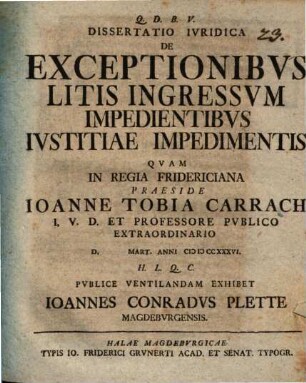 Q. D. B. V.
DISSERTATIO IVRIDICA
23.
DE
EXCEPTIONIBVS
LITIS INGRESSVM
IMPEDIENTIBVS
IVSTITIAE IMPEDIMENTIS
QVAM
IN REGIA FRIDERICIANA
PRAESIDE
IOANNE TOBIA CARRACH
I. V. D. ET PROFESSORE PVBLICO
EXTRAORDINARIO
D. MART. ANNI CIƆ IƆ CCXXXVI.
H. L. Q. C.
PVBLICE VENTILANDAM EXHIBET
IOANNES CONRADVS PLETTE
MAGDEBVRGENSIS.
HALAE MAGDEBVRGICAE
TYPIS IO. FRIDERICI GRVNERTI ACAD. ET SENAT. TYPOGR.